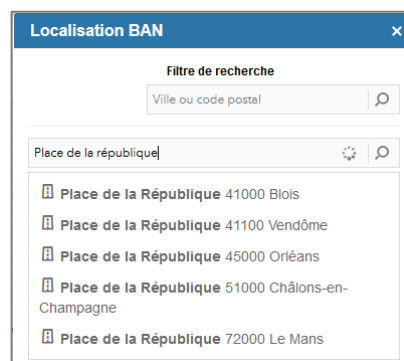 Localisation BAN ×
Filtre de recherche
Ville ou code postal
Place de la république
Place de la République 41000 Blois
Place de la République 41100 Vendôme
Place de la République 45000 Orléans
Place de la République 51000 Châlons-en-
Champagne
Place de la République 72000 Le Mans